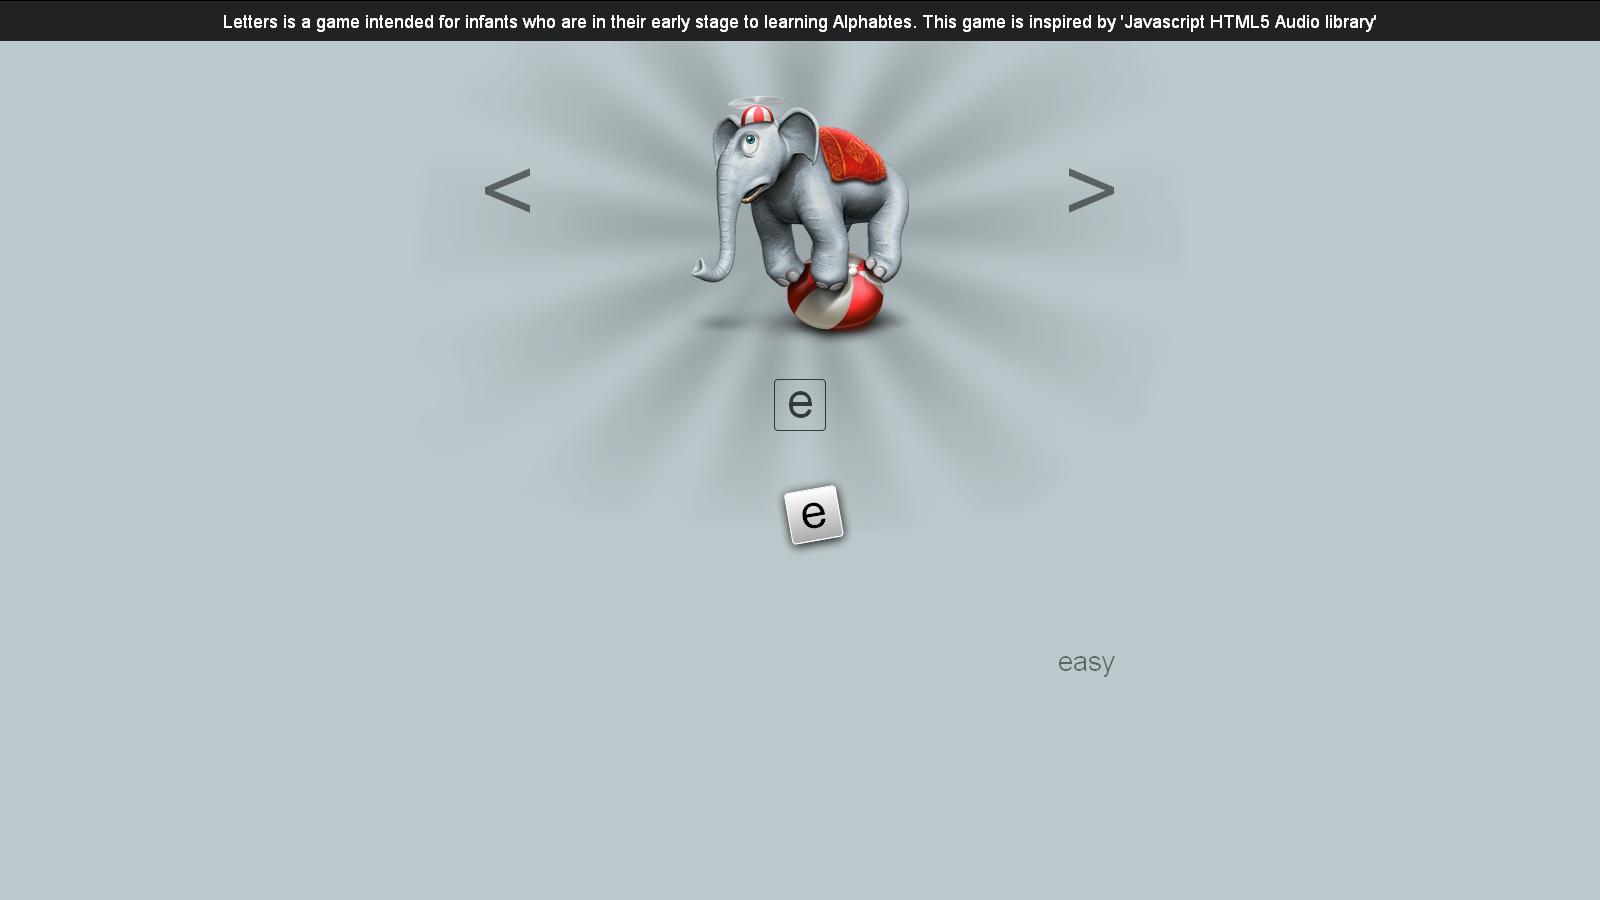 Letters is a game intended for infants who are in their early stage to learning Alphabtes. This game is inspired by 'Javascript HTML5 Audio library'
< >
e
e
easy